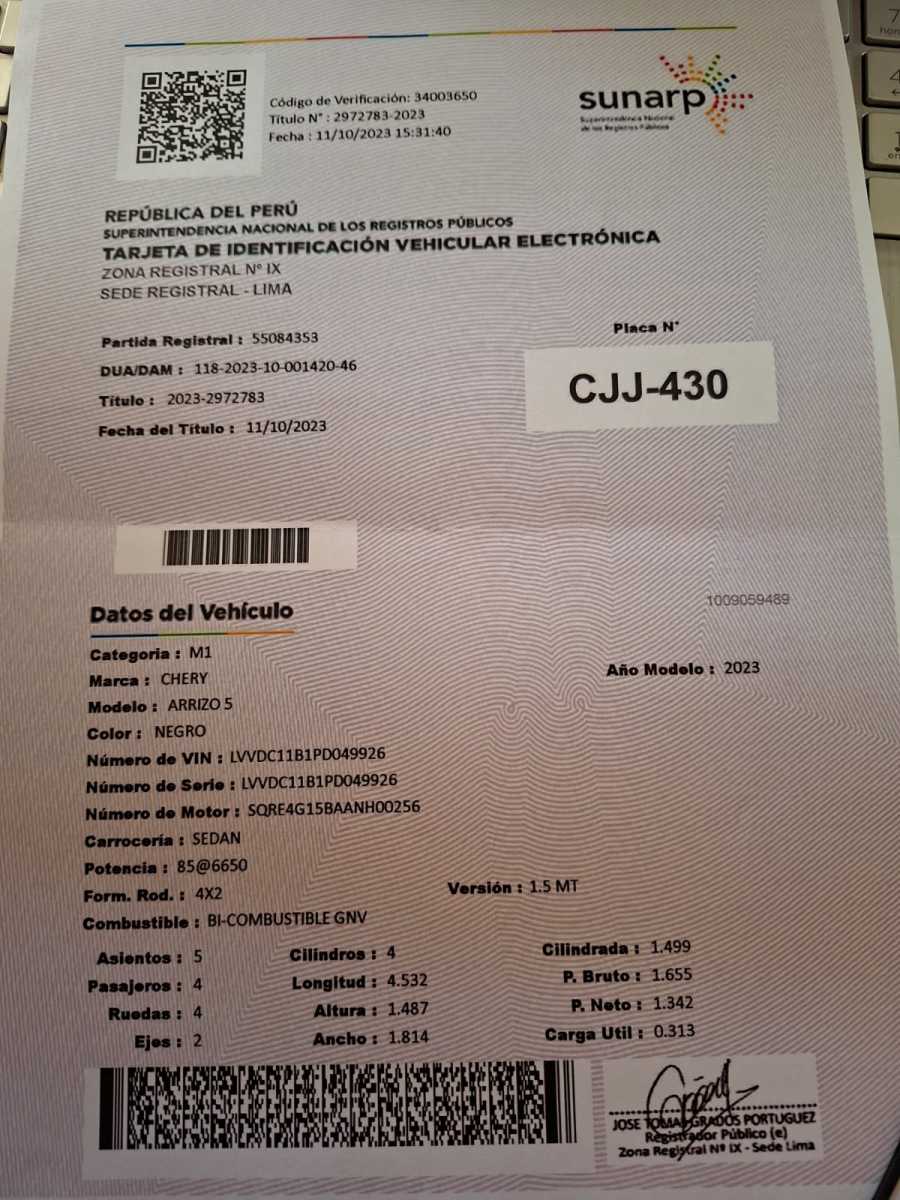 Código de Verificación: 34003650
Título N° : 2972783-2023
Fecha : 11/10/2023 15:31:40
sunarp
Superintendencia Nacional
de los Registros Públicos
REPÚBLICA DEL PERÚ
SUPERINTENDENCIA NACIONAL DE LOS REGISTROS PÚBLICOS
TARJETA DE IDENTIFICACIÓN VEHICULAR ELECTRÓNICA
ZONA REGISTRAL N° IX
SEDE REGISTRAL - LIMA
Partida Registral : 55084353
DUA/DAM : 118-2023-10-001420-46
Título : 2023-2972783
Fecha del Título : 11/10/2023
Placa N°
CJJ-430
1009059489
Datos del Vehículo
Categoria : M1
Año Modelo : 2023
Marca : CHERY
Modelo : ARRIZO 5
Color : NEGRO
Número de VIN : LVVDC11B1PD049926
Número de Serie : LVVDC11B1PD049926
Número de Motor : SQRE4G15BAANH00256
Carrocería : SEDAN
Potencia : 85@6650
Form. Rod. : 4X2
Versión : 1.5 MT
Combustible : BI-COMBUSTIBLE GNV
Asientos : 5 Cilindros : 4 Cilindrada : 1.499
Pasajeros : 4 Longitud : 4.532 P. Bruto : 1.655
Ruedas : 4 Altura : 1.487 P. Neto : 1.342
Ejes : 2 Ancho : 1.814 Carga Util : 0.313
JOSE TOMAS GRADOS PORTUGUEZ
Registrador Público (e)
Zona Registral N° IX - Sede Lima